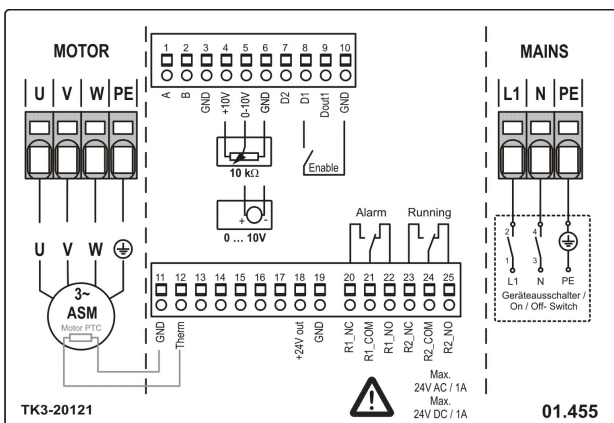 MOTOR
U V W PE
1 2 3 4 5 6 7 8 9 10
A B GND +10V 0-10V GND D2 D1 Dout1 GND
MAINS
L1 N PE
10 kΩ
Enable
+ -
0 ... 10V
U V W
3~
ASM
Motor PTC
Alarm Running
11 12 13 14 15 16 17 18 19 20 21 22 23 24 25
GND Therm +24V out GND R1_NC R1_COM R1_NO R2_NC R2_COM R2_NO
2 4
1 3
L1 N PE
Geräteausschalter /
On / Off- Switch
Max.
24V AC / 1A
Max.
24V DC / 1A
TK3-20121
01.455